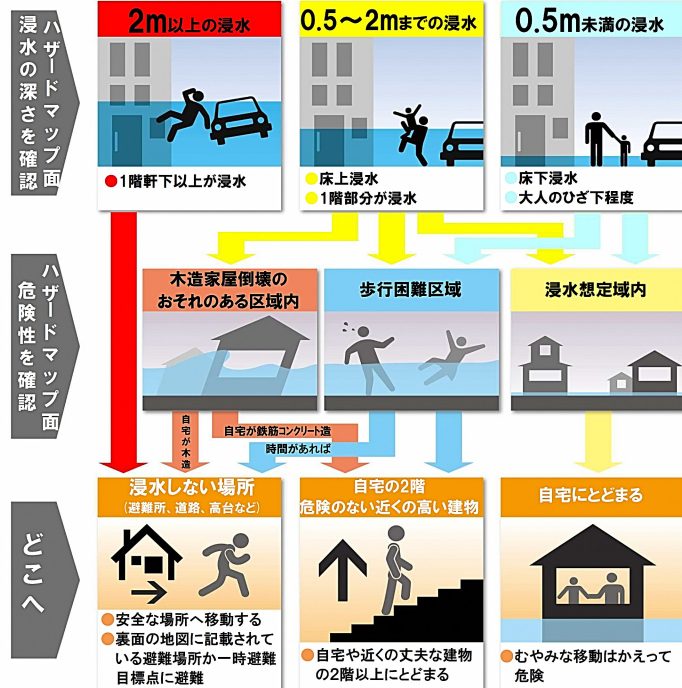 ハザードマップ面
浸水の深さを確認
2m以上の浸水
●1階軒下以上が浸水
0.5～2mまでの浸水
●床上浸水
●1階部分が浸水
0.5m未満の浸水
●床下浸水
●大人のひざ下程度
ハザードマップ面
危険性を確認
木造家屋倒壊の
おそれのある区域内
歩行困難区域
浸水想定域内
自宅が木造
自宅が鉄筋コンクリート造
時間があれば
どこへ
浸水しない場所
(避難所、道路、高台など)
●安全な場所へ移動する
●裏面の地図に記載されて
いる避難場所か一時避難
目標点に避難
自宅の2階
危険のない近くの高い建物
●自宅や近くの丈夫な建物
の2階以上にとどまる
自宅にとどまる
●むやみな移動はかえって
危険